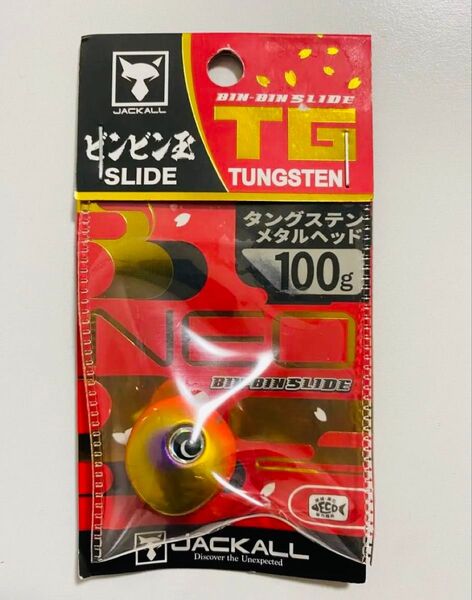 JACKALL
ビンビン玉
SLIDE
BIN-BIN SLIDE
TG
TUNGSTEN
タングステン
メタルヘッド
100g
NEO
BIN-BIN SLIDE
ECO
JACKALL
Discover the Unexpected